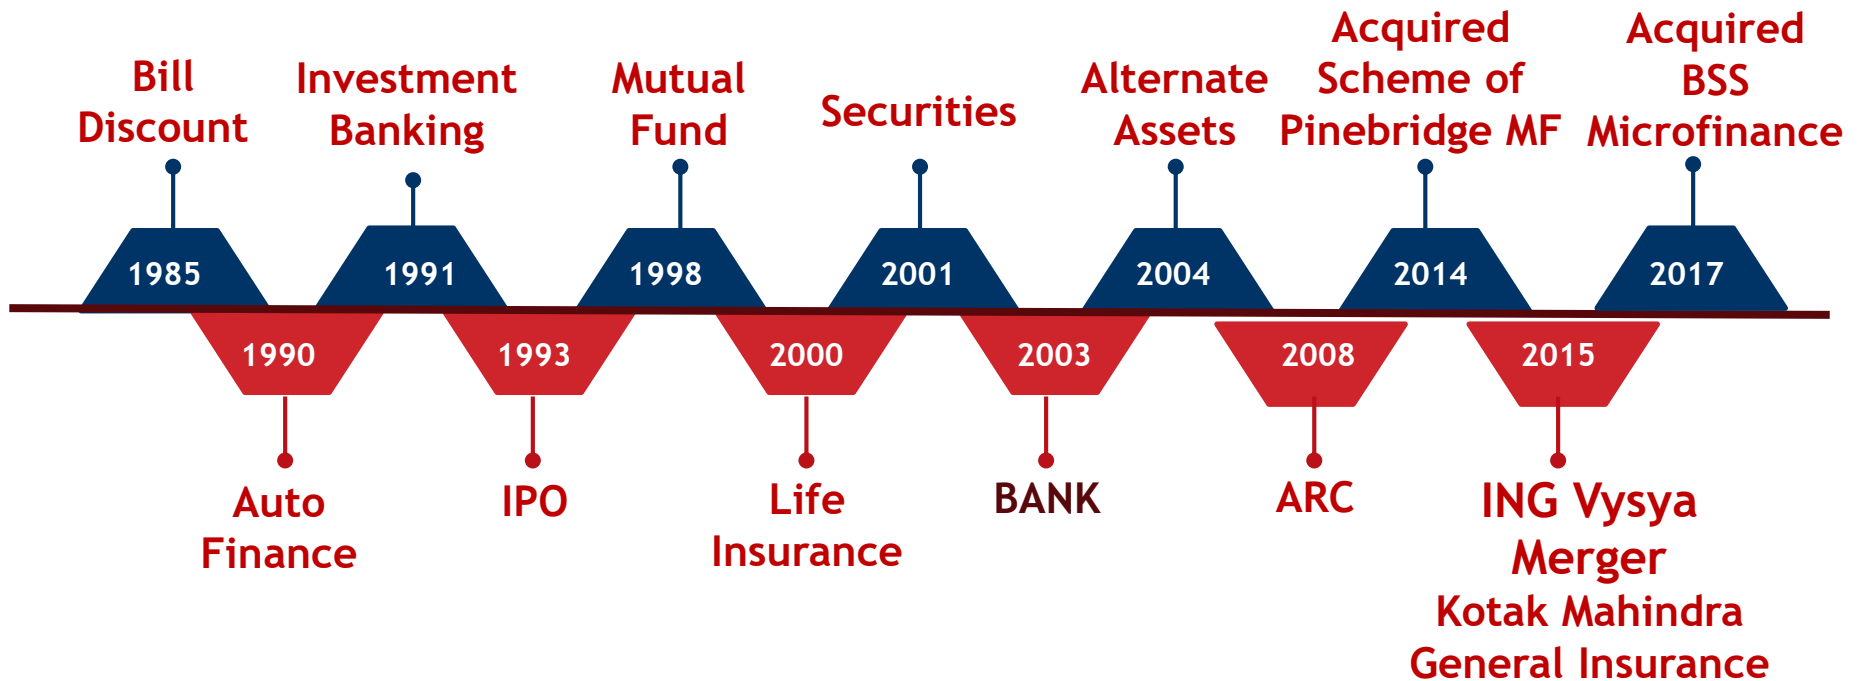 Bill
Discount
Investment
Banking
Mutual
Fund
Securities
Alternate
Assets
Acquired
Scheme of
Pinebridge MF
Acquired
BSS
Microfinance
1985
1991
1998
2001
2004
2014
2017
1990
1993
2000
2003
2008
2015
Auto
Finance
IPO
Life
Insurance
BANK
ARC
ING Vysya
Merger
Kotak Mahindra
General Insurance